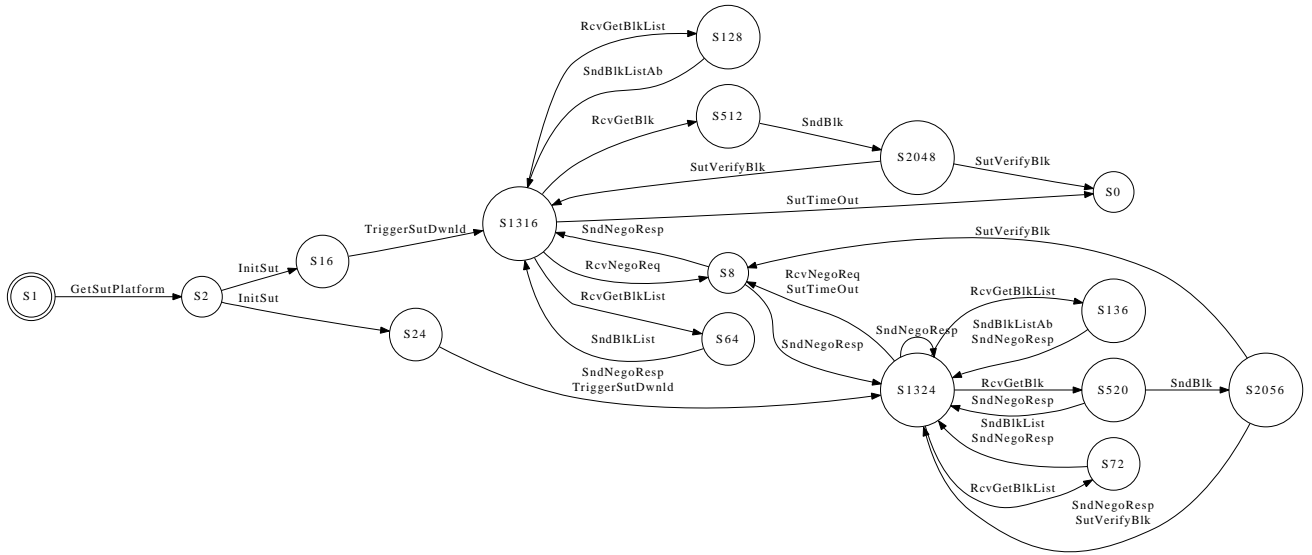 RcvGetBlkList
S128
SndBlkListAb
RcvGetBlk
S512
SndBlk
S2048
SutVerifyBlk
SutVerifyBlk
S0
SutTimeOut
S1316
TriggerSutDwnld
SndNegoResp
SutVerifyBlk
S16
RcvNegoReq
S8
RcvNegoReq
SutTimeOut
InitSut
S1
GetSutPlatform
S2
InitSut
RcvGetBlkList
RcvGetBlkList
S136
S24
SndBlkList
S64
SndNegoResp
SndNegoResp
SndBlkListAb
SndNegoResp
SndNegoResp
TriggerSutDwnld
S1324
RcvGetBlk
SndNegoResp
S520
SndBlk
S2056
SndBlkList
SndNegoResp
S72
RcvGetBlkList
SndNegoResp
SutVerifyBlk